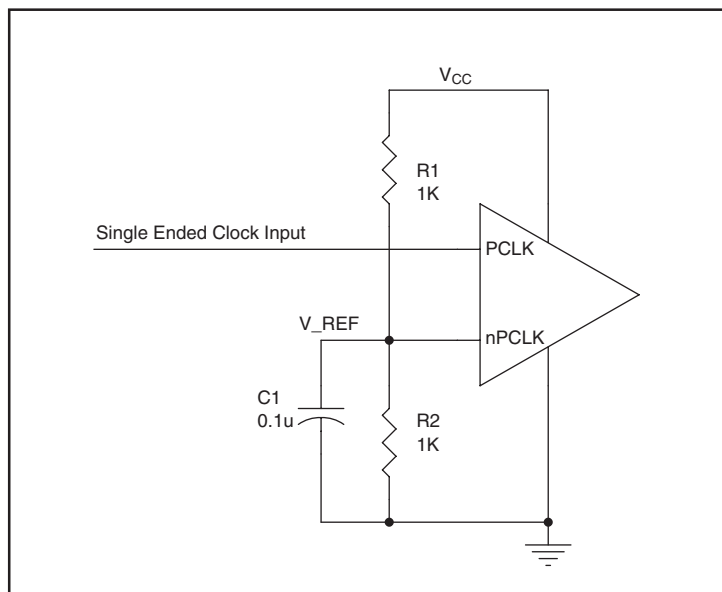 VCC
R1
1K
Single Ended Clock Input
PCLK
V_REF
nPCLK
C1
0.1u
R2
1K